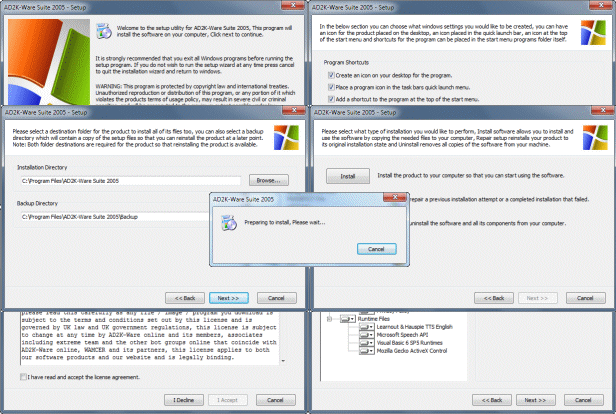 AD2K-Ware Suite 2005 - Setup
Welcome to the setup utility for AD2K-Ware Suite 2005, This program will
install the software on your computer, Click next to continue.
It is strongly recommended that you exit all Windows programs before running the
setup program. If you do not wish to run the setup wizard at any time press cancel
to quit the installation wizard and return to windows.
WARNING: This program is protected by copyright law and international treaties.
Unauthorized reproduction or distribution of this program, or any portion of it which
violates the products terms of usage policy, may result in severe civil or criminal
AD2K-Ware Suite 2005 - Setup
In the below section you can choose what window settings you would like to be created, you can have
an icon for the product placed on the desktop, an icon placed in the quick launch bar, an icon at the top
of the start menu and shortcuts for the program can be placed in the start menu programs folder itself.
Program Shortcuts
Create an icon on your desktop for the program.
Place a program icon in the task bars quick launch menu.
Add a shortcut to the program at the top of the start menu.
AD2K-Ware Suite 2005 - Setup
Please select a destination folder for the product to install all of its files too, you can also select a backup
directory which will contain a copy of the setup files so that you can reinstall the product at a later point.
Note: Both folder destinations are required for the product so that reinstalling the product is available.
Installation Directory
C:\Program Files\AD2K-Ware Suite 2005
Browse...
Backup Directory
C:\Program Files\AD2K-Ware Suite 2005\Backup
<< Back
Next >>
Cancel
AD2K-Ware Suite 2005 - Setup
Please select what type of installation you would like to perform. Install software allows you to install and
use the software by copying the needed files to your computer, Repair setup reinstalls your product to
its original installation state and Uninstall removes all copies of the software from your machine.
Install
Install the product to your computer so that you can start using the software.
repair a previous installation attempt or a completed installation that failed.
uninstall the software and all its components from your computer.
<< Back
Next >>
Cancel
AD2K-Ware Suite 2005
Preparing to install, Please wait...
Cancel
please read this carefully as any file / image / program you download is
subject to the terms and conditions set out by this license and is
governed by UK law and UK government regulations, this license is subject
to change at any time by AD2K-Ware online and its members, associates
including extreme team and the other bot groups online that coincide with
AD2K-Ware online, WAMCER and its partners, this license applies to both
our software products and our website and is legally binding.
I have read and accept the license agreement.
I Decline
I Accept
Cancel
Runtime Files
Learnout & Hauspie TTS English
Microsoft Speech API
Visual Basic 6 SP5 Runtimes
Mozilla Gecko ActiveX Control
<< Back
Next >>
Cancel